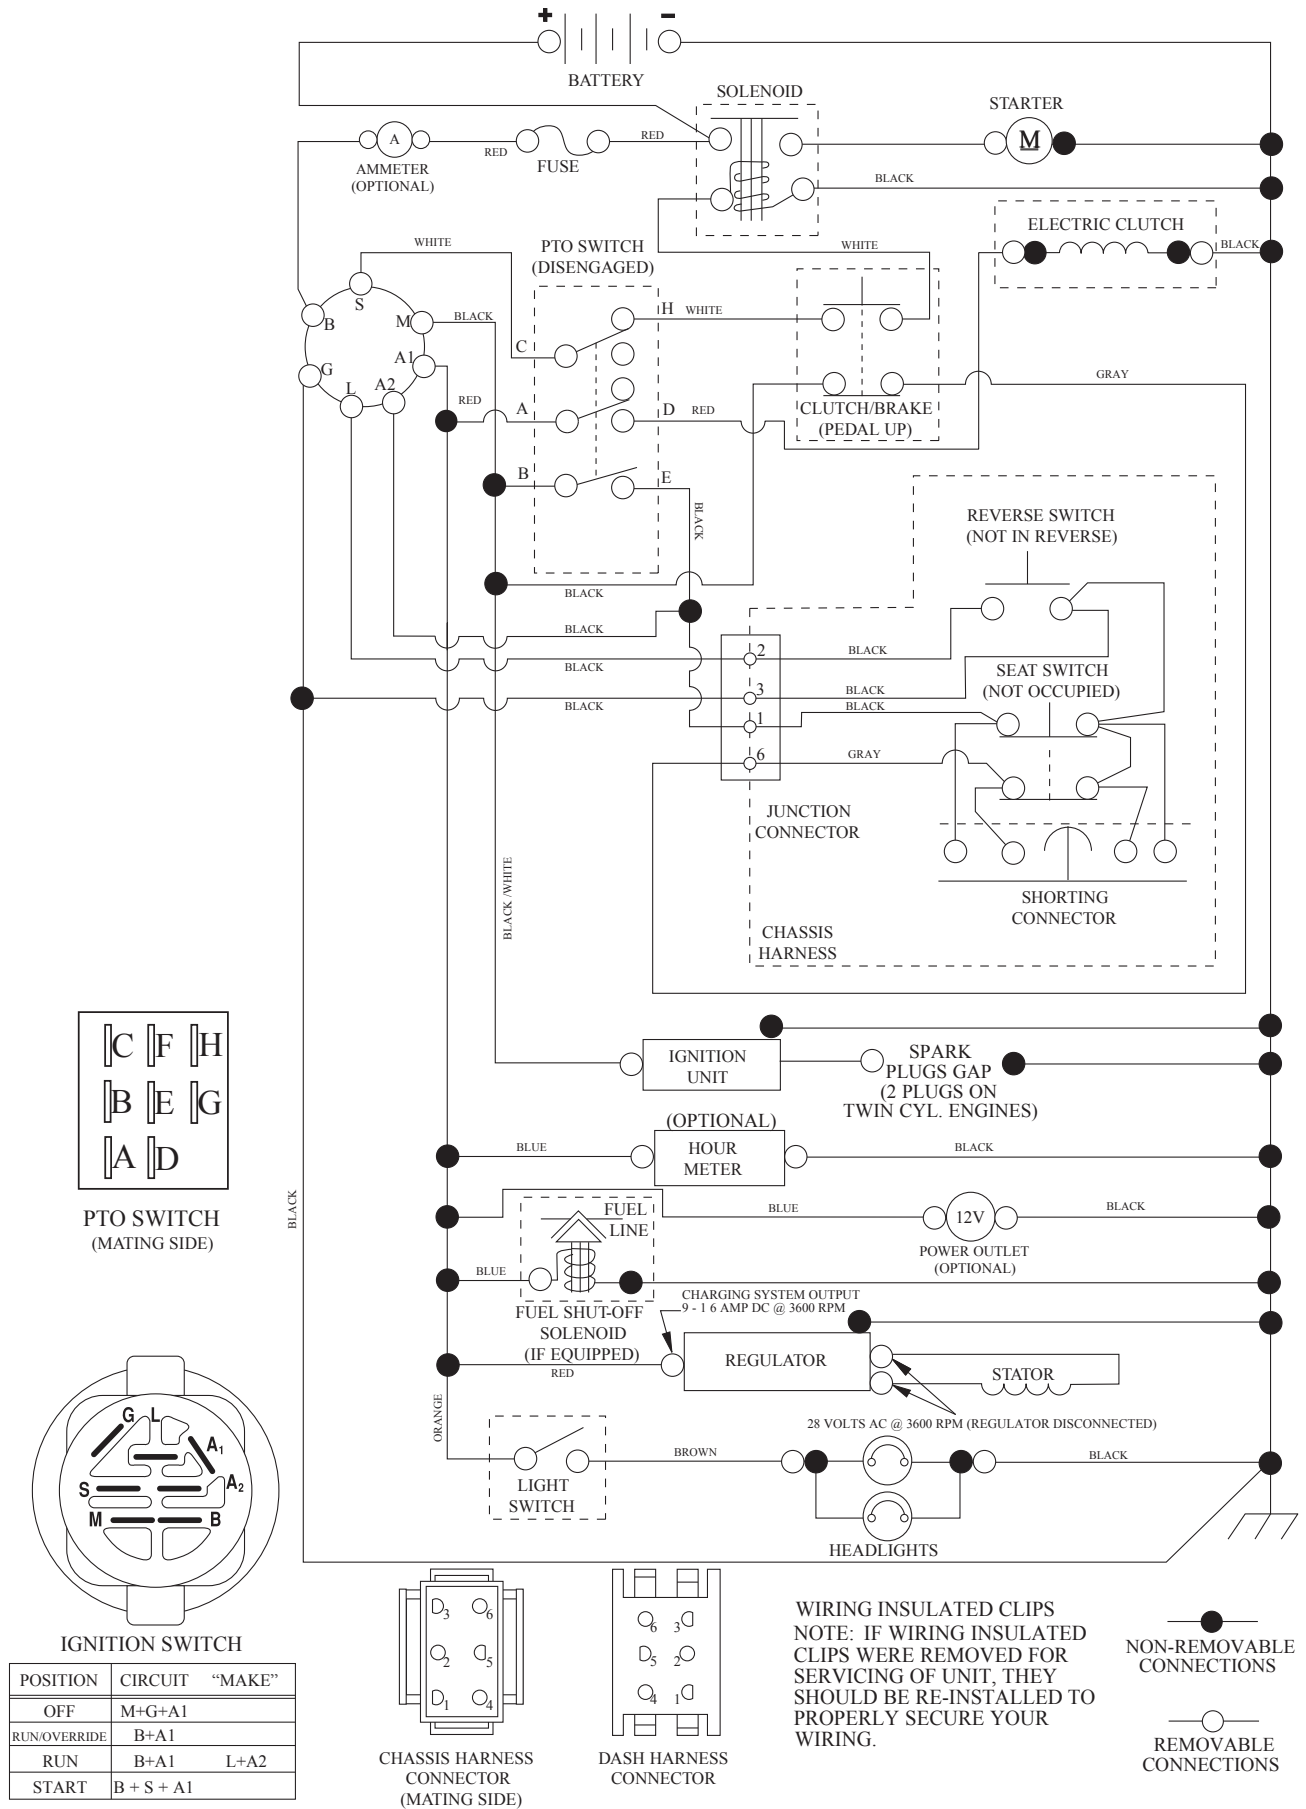 + −
BATTERY
SOLENOID
STARTER
M
A
AMMETER
(OPTIONAL)
RED
FUSE
RED
BLACK
ELECTRIC CLUTCH
BLACK
WHITE
PTO SWITCH
(DISENGAGED)
WHITE
S
B
M
BLACK
H WHITE
C
A1
G
L
A2
RED
A
D RED
GRAY
CLUTCH/BRAKE
(PEDAL UP)
B
E
BLACK
REVERSE SWITCH
(NOT IN REVERSE)
BLACK
BLACK
BLACK
2
BLACK
SEAT SWITCH
(NOT OCCUPIED)
3
BLACK
BLACK
BLACK
1
6
GRAY
JUNCTION
CONNECTOR
BLACK /WHITE
SHORTING
CONNECTOR
CHASSIS
HARNESS
C F H
B E G
A D
PTO SWITCH
(MATING SIDE)
IGNITION
UNIT
SPARK
PLUGS GAP
(2 PLUGS ON
TWIN CYL. ENGINES)
(OPTIONAL)
BLUE
HOUR
METER
BLACK
BLACK
FUEL
LINE
BLUE
12V
BLACK
POWER OUTLET
(OPTIONAL)
BLUE
CHARGING SYSTEM OUTPUT
9 - 1 6 AMP DC @ 3600 RPM
FUEL SHUT-OFF
SOLENOID
(IF EQUIPPED)
RED
REGULATOR
STATOR
28 VOLTS AC @ 3600 RPM (REGULATOR DISCONNECTED)
ORANGE
LIGHT
SWITCH
BROWN
BLACK
HEADLIGHTS
G L
A1
S
A2
M B
IGNITION SWITCH
POSITION CIRCUIT “MAKE”
OFF M+G+A1
RUN/OVERRIDE B+A1
RUN B+A1 L+A2
START B + S + A1
3 6
2 5
1 4
CHASSIS HARNESS
CONNECTOR
(MATING SIDE)
6 3
5 2
4 1
DASH HARNESS
CONNECTOR
WIRING INSULATED CLIPS
NOTE: IF WIRING INSULATED
CLIPS WERE REMOVED FOR
SERVICING OF UNIT, THEY
SHOULD BE RE-INSTALLED TO
PROPERLY SECURE YOUR
WIRING.
NON-REMOVABLE
CONNECTIONS
REMOVABLE
CONNECTIONS